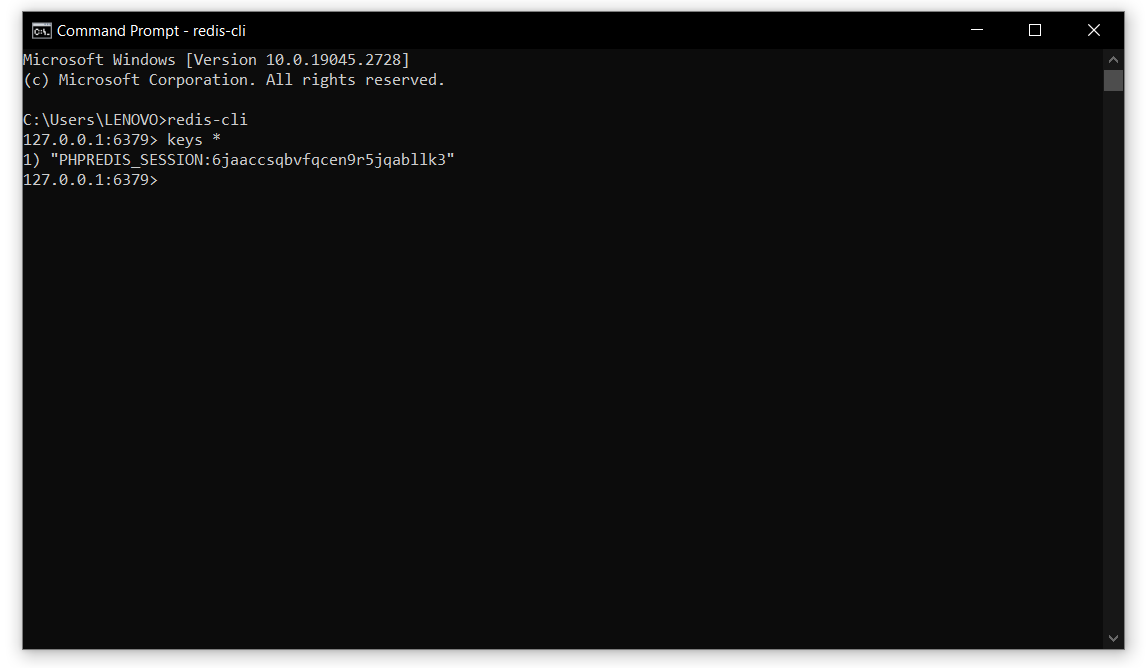 Command Prompt - redis-cli
Microsoft Windows [Version 10.0.19045.2728]
(c) Microsoft Corporation. All rights reserved.
C:\Users\LENOVO>redis-cli
127.0.0.1:6379> keys *
1) "PHPREDIS_SESSION:6jaaccsqbvfqcen9r5jqabllk3"
127.0.0.1:6379>